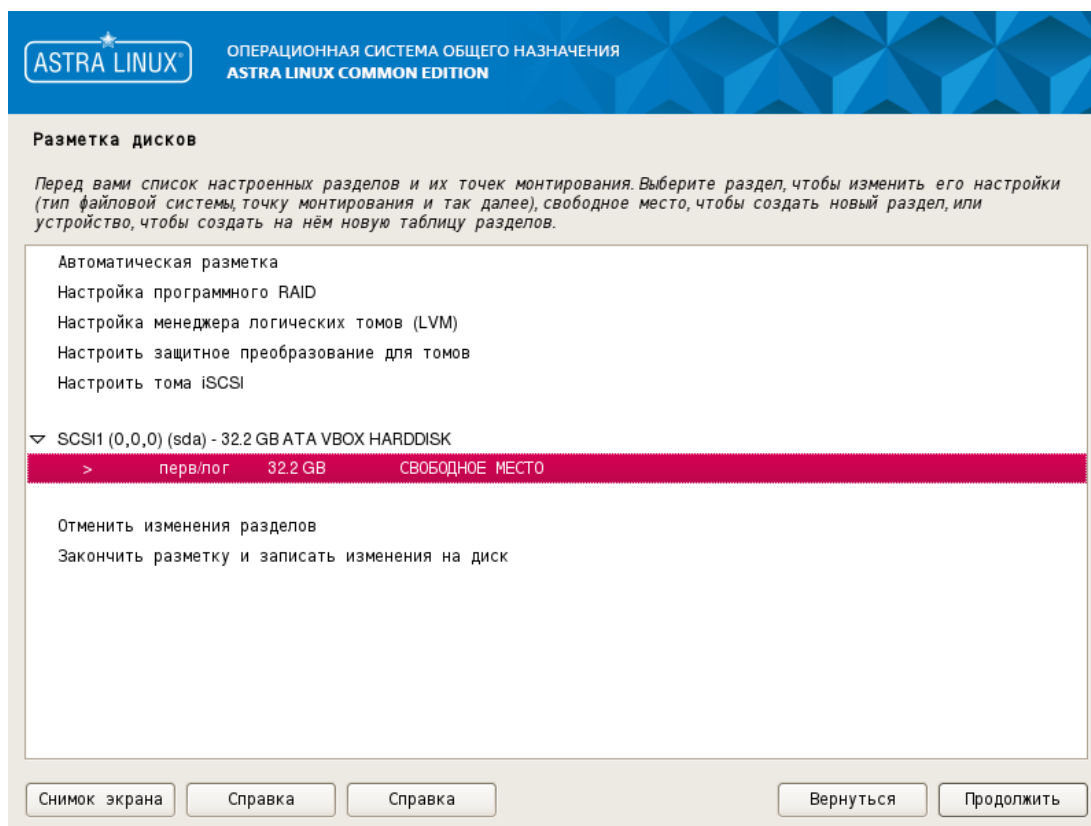 ASTRA LINUX®
ОПЕРАЦИОННАЯ СИСТЕМА ОБЩЕГО НАЗНАЧЕНИЯ
ASTRA LINUX COMMON EDITION
Разметка дисков
Перед вами список настроенных разделов и их точек монтирования. Выберите раздел, чтобы изменить его настройки
(тип файловой системы, точку монтирования и так далее), свободное место, чтобы создать новый раздел, или
устройство, чтобы создать на нём новую таблицу разделов.
Автоматическая разметка
Настройка программного RAID
Настройка менеджера логических томов (LVM)
Настроить защитное преобразование для томов
Настроить тома iSCSI
SCSI1 (0,0,0) (sda) - 32.2 GB ATA VBOX HARDDISK
> перв/лог 32.2 GB СВОБОДНОЕ МЕСТО
Отменить изменения разделов
Закончить разметку и записать изменения на диск
Снимок экрана Справка Справка Вернуться Продолжить